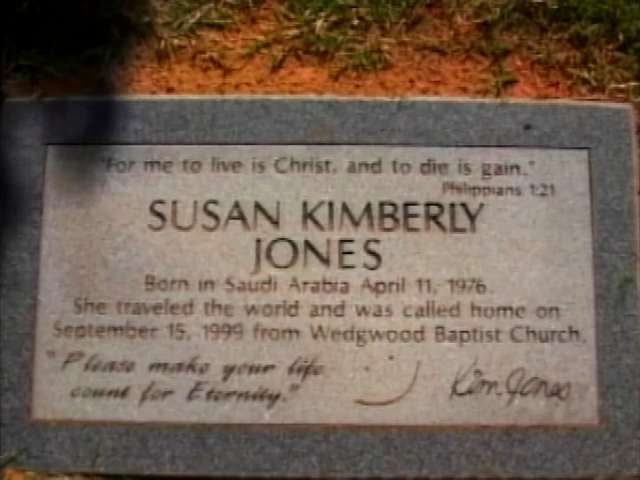 "For me to live is Christ, and to die is gain."
Philippians 1:21
SUSAN KIMBERLY
JONES
Born in Saudi Arabia April 11, 1976.
She traveled the world and was called home on
September 15, 1999 from Wedgwood Baptist Church.
"Please make your life
count for Eternity."
Kim Jones